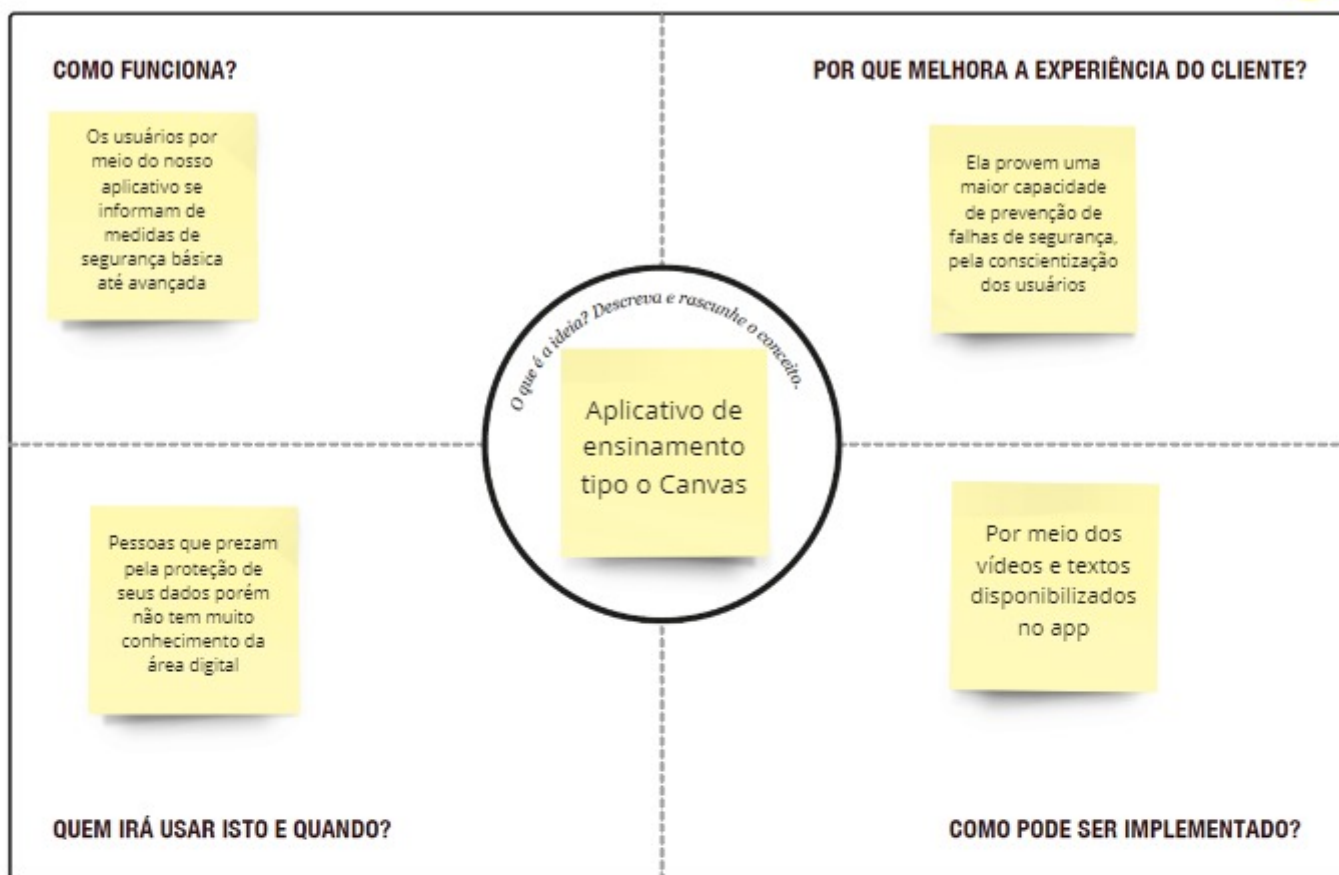 COMO FUNCIONA?
Os usuários por
meio do nosso
aplicativo se
informam de
medidas de
segurança básica
até avançada
POR QUE MELHORA A EXPERIÊNCIA DO CLIENTE?
Ela provem uma
maior capacidade
de prevenção de
falhas de segurança,
pela conscientização
dos usuários
O que é a ideia? Descreva e rascunhe o conceito.
Aplicativo de
ensinamento
tipo o Canvas
Pessoas que prezam
pela proteção de
seus dados porém
não tem muito
conhecimento da
área digital
QUEM IRÁ USAR ISTO E QUANDO?
Por meio dos
vídeos e textos
disponibilizados
no app
COMO PODE SER IMPLEMENTADO?